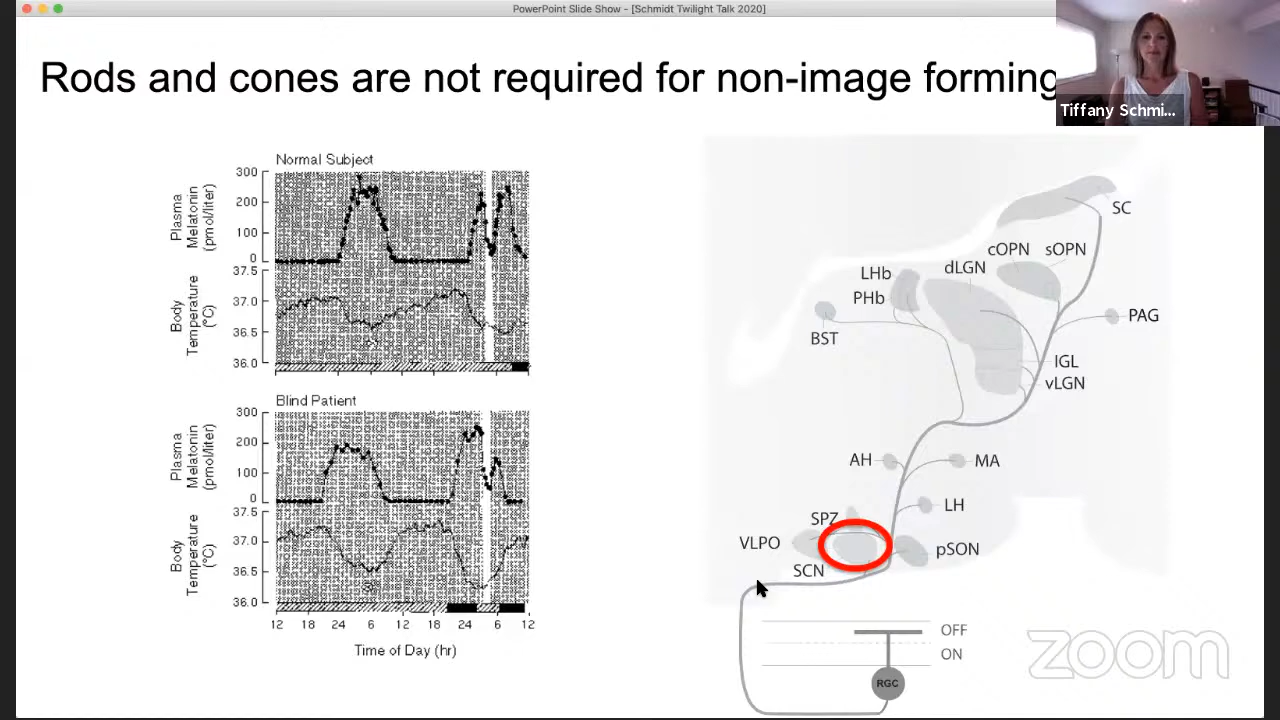 PowerPoint Slide Show - [Schmidt Twilight Talk 2020]
Rods and cones are not required for non-image forming
Tiffany Schmi...
Normal Subject
Plasma
Melatonin
(pmol/liter)
300
200
100
0
Body
Temperature
(°C)
37.5
37.0
36.5
36.0
Blind Patient
Plasma
Melatonin
(pmol/liter)
300
200
100
0
Body
Temperature
(°C)
37.5
37.0
36.5
36.0
12 18 24 6 12 18 24 6 12
Time of Day (hr)
SC
cOPN sOPN
dLGN
LHb
PHb
BST
PAG
IGL
vLGN
AH
MA
LH
SPZ
VLPO
pSON
SCN
OFF
ON
RGC
zoom